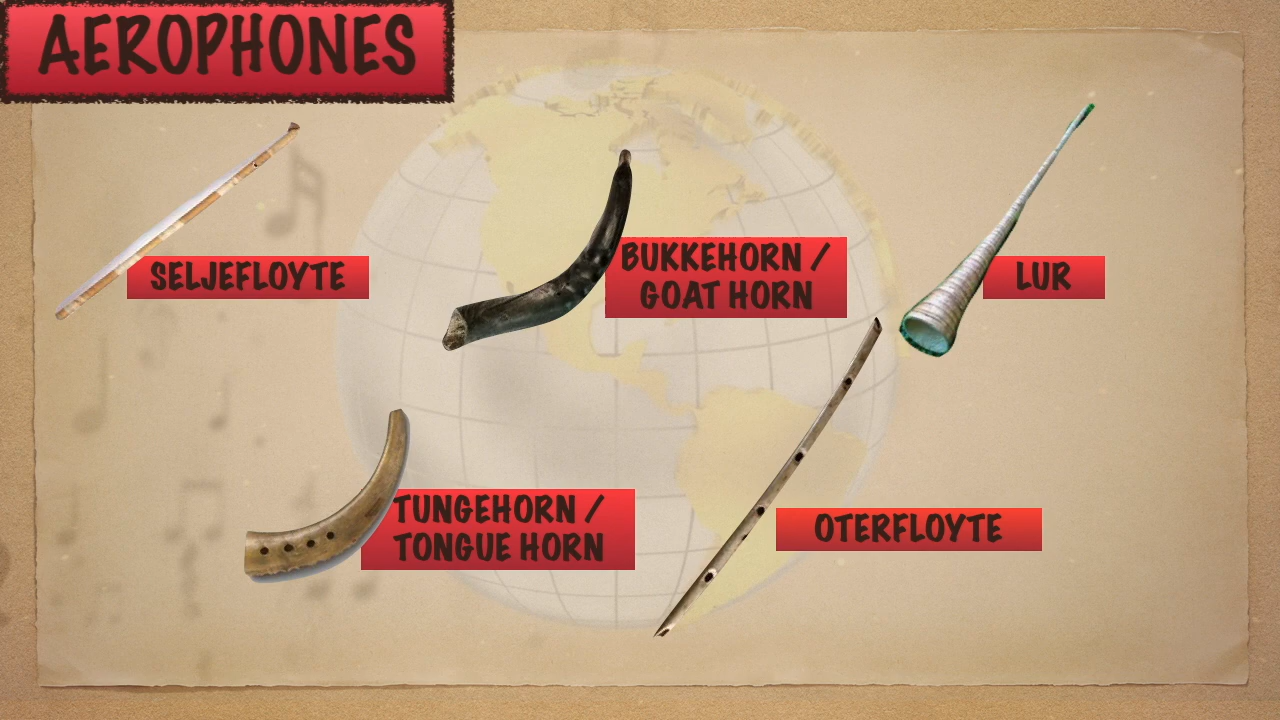 AEROPHONES
SELJEFLOYTE
BUKKEHORN /
GOAT HORN
LUR
TUNGEHORN /
TONGUE HORN
OTERFLOYTE